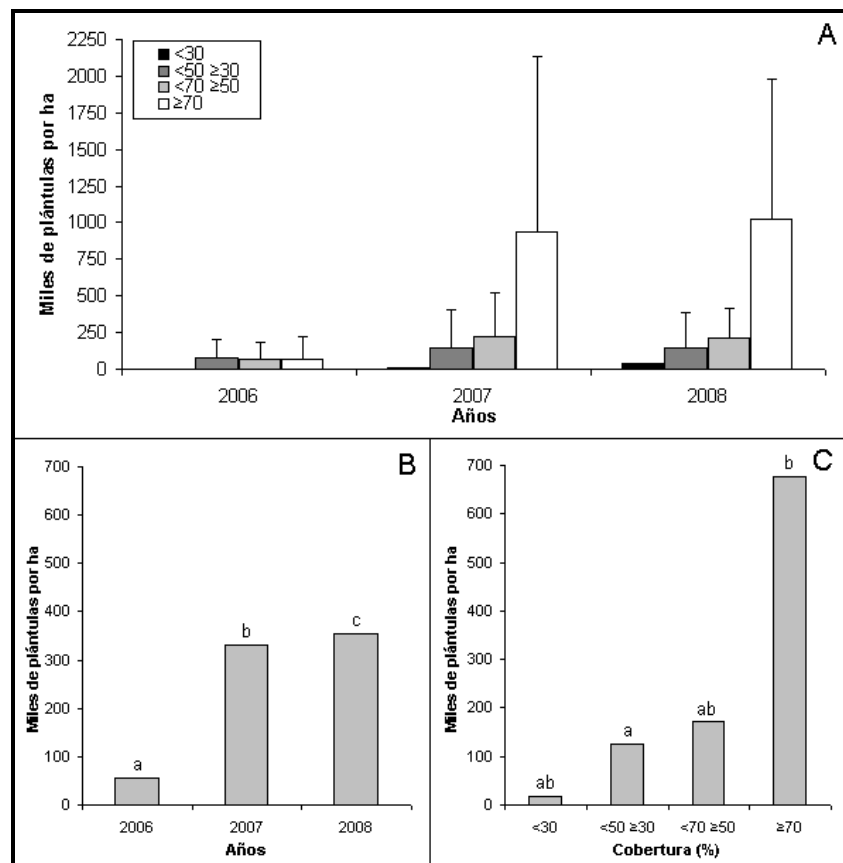 A
Miles de plántulas por ha
2250
2000
1750
1500
1250
1000
750
500
250
0
<30
<50 ≥30
<70 ≥50
≥70
2006 2007 2008
Años
B
Miles de plántulas por ha
700
600
500
400
300
200
100
0
a b c
2006 2007 2008
Años
C
Miles de plántulas por ha
700
600
500
400
300
200
100
0
ab a ab b
<30 <50 ≥30 <70 ≥50 ≥70
Cobertura (%)